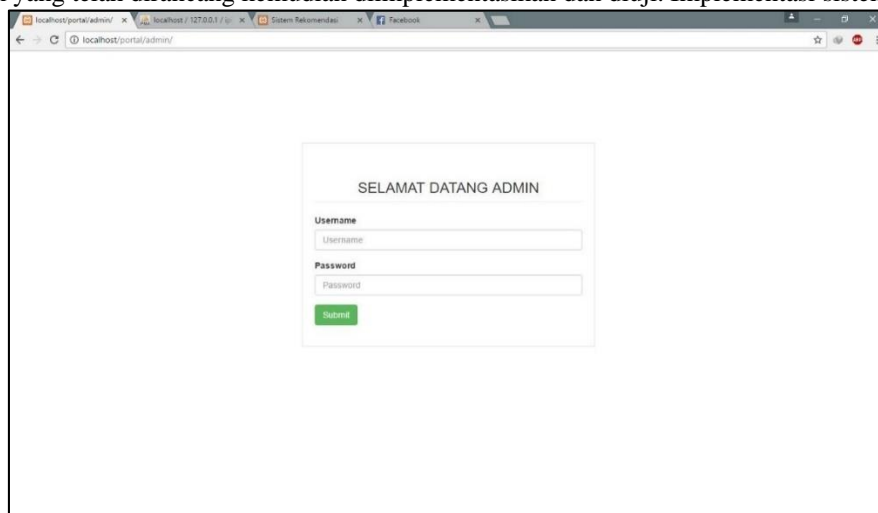 yang telah dirancang kemudian diimplementasikan dan diuji. Implementasi
localhost/portal/admin/
localhost / 127.0.0.1 /
Sistem Rekomendasi
Facebook
localhost/portal/admin/
ABP
SELAMAT DATANG ADMIN
Username
Username
Password
Password
Submit